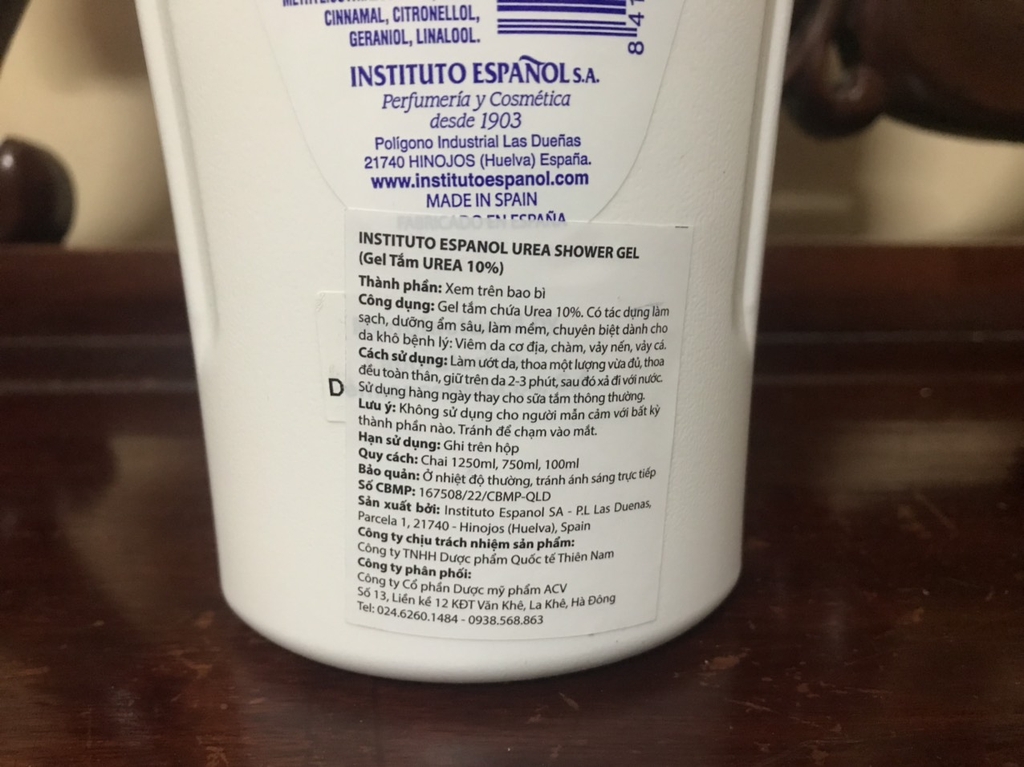 CINNAMAL, CITRONELLOL,
GERANIOL, LINALOOL.
8 41
INSTITUTO ESPAÑOL S.A.
Perfumería y Cosmética
desde 1903
Polígono Industrial Las Dueñas
21740 HINOJOS (Huelva) España.
www.institutoespanol.com
MADE IN SPAIN
FABRICADO EN ESPAÑA
INSTITUTO ESPANOL UREA SHOWER GEL
(Gel Tắm UREA 10%)
Thành phần: Xem trên bao bì
Công dụng: Gel tắm chứa Urea 10%. Có tác dụng làm
sạch, dưỡng ẩm sâu, làm mềm, chuyên biệt dành cho
da khô bệnh lý: Viêm da cơ địa, chàm, vảy nến, vảy cá.
Cách sử dụng: Làm ướt da, thoa một lượng vừa đủ, thoa
đều toàn thân, giữ trên da 2-3 phút, sau đó xả đi với nước.
D
Sử dụng hàng ngày thay cho sữa tắm thông thường.
Lưu ý: Không sử dụng cho người mẫn cảm với bất kỳ
thành phần nào. Tránh để chạm vào mắt.
Hạn sử dụng: Ghi trên hộp
Quy cách: Chai 1250ml, 750ml, 100ml
Bảo quản: Ở nhiệt độ thường, tránh ánh sáng trực tiếp
Số CBMP: 167508/22/CBMP-QLD
Sản xuất bởi: Instituto Espanol SA - P.L Las Duenas,
Parcela 1, 21740 - Hinojos (Huelva), Spain
Công ty chịu trách nhiệm sản phẩm:
Công ty TNHH Dược phẩm Quốc tế Thiên Nam
Công ty phân phối:
Công ty Cổ phần Dược mỹ phẩm ACV
Số 13, Liền kề 12 KĐT Văn Khê, La Khê, Hà Đông
Tel: 024.6260.1484 - 0938.568.863